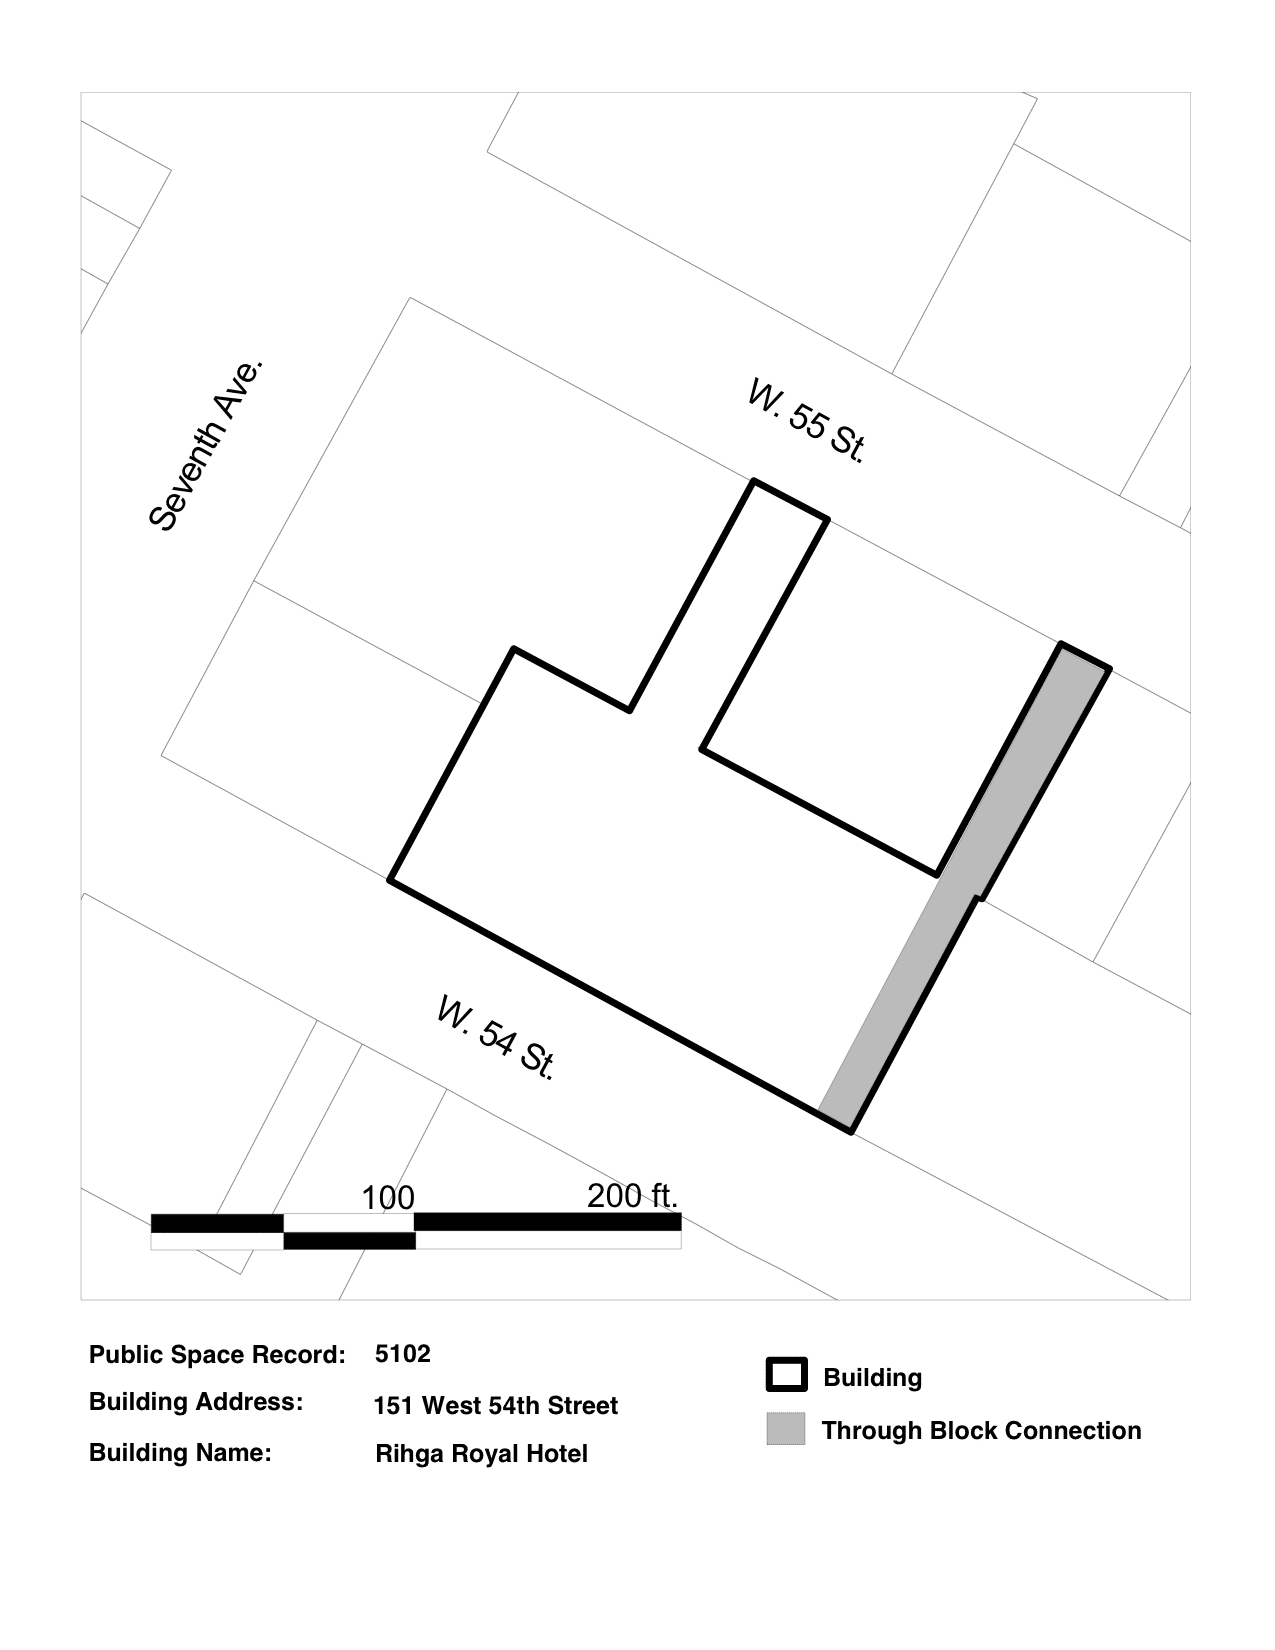 Seventh Ave.
W. 55 St.
W. 54 St.
100 200 ft.
Public Space Record: 5102
Building Address: 151 West 54th Street
Building Name: Rihga Royal Hotel
Building
Through Block Connection